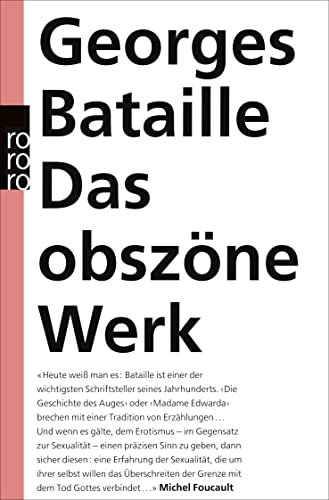 Georges
Bataille
Das
obszöne
Werk
ro
ro
ro
«Heute weiß man es: Bataille ist einer der
wichtigsten Schriftsteller seines Jahrhunderts. ‹Die
Geschichte des Auges› oder ‹Madame Edwarda›
brechen mit einer Tradition von Erzählungen...
Und wenn es gälte, dem Erotismus – im Gegensatz
zur Sexualität – einen präzisen Sinn zu geben, dann
sicher diesen: eine Erfahrung der Sexualität, die um
ihrer selbst willen das Überschreiten der Grenze mit
dem Tod Gottes verbindet...» Michel Foucault